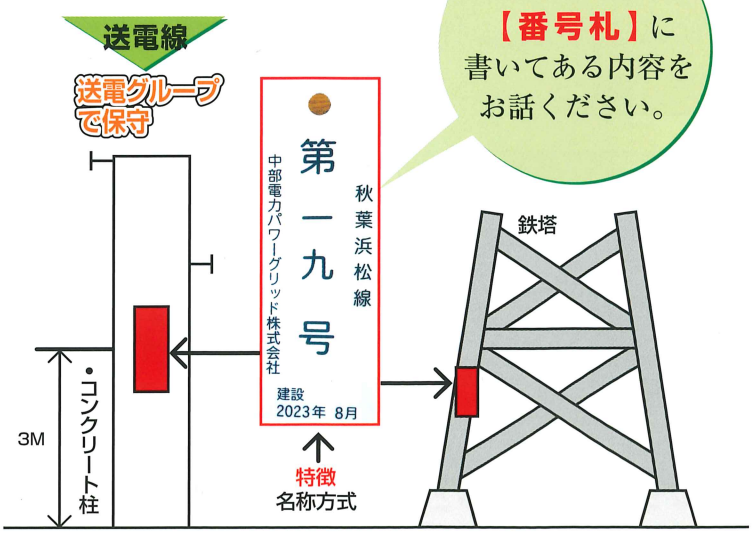 送電線
送電グループ
で保守
【番号札】に
書いてある内容を
お話ください。
秋葉浜松線
第一九号
中部電力パワーグリッド株式会社
建設
2023年 8月
特徴
名称方式
鉄塔
3M
・コンクリート柱